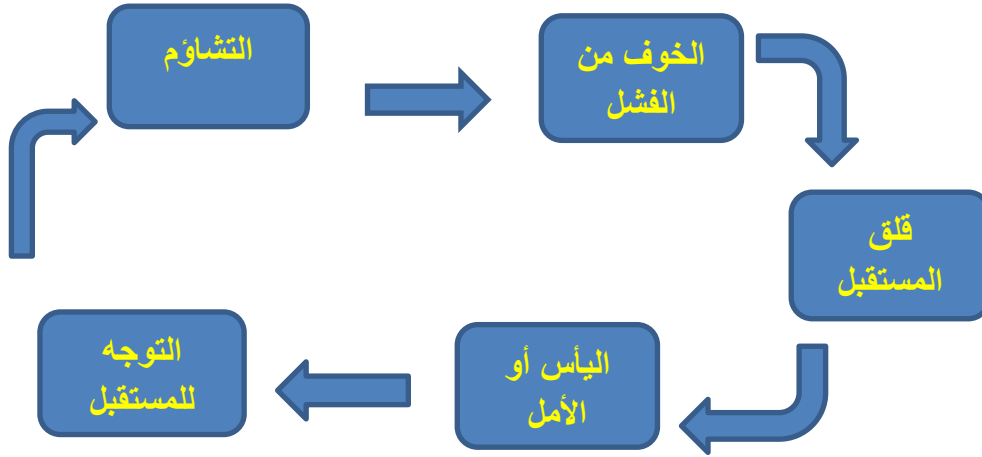 التشاؤم
الخوف من
الفشل
قلق
المستقبل
اليأس أو
الأمل
التوجه
للمستقبل